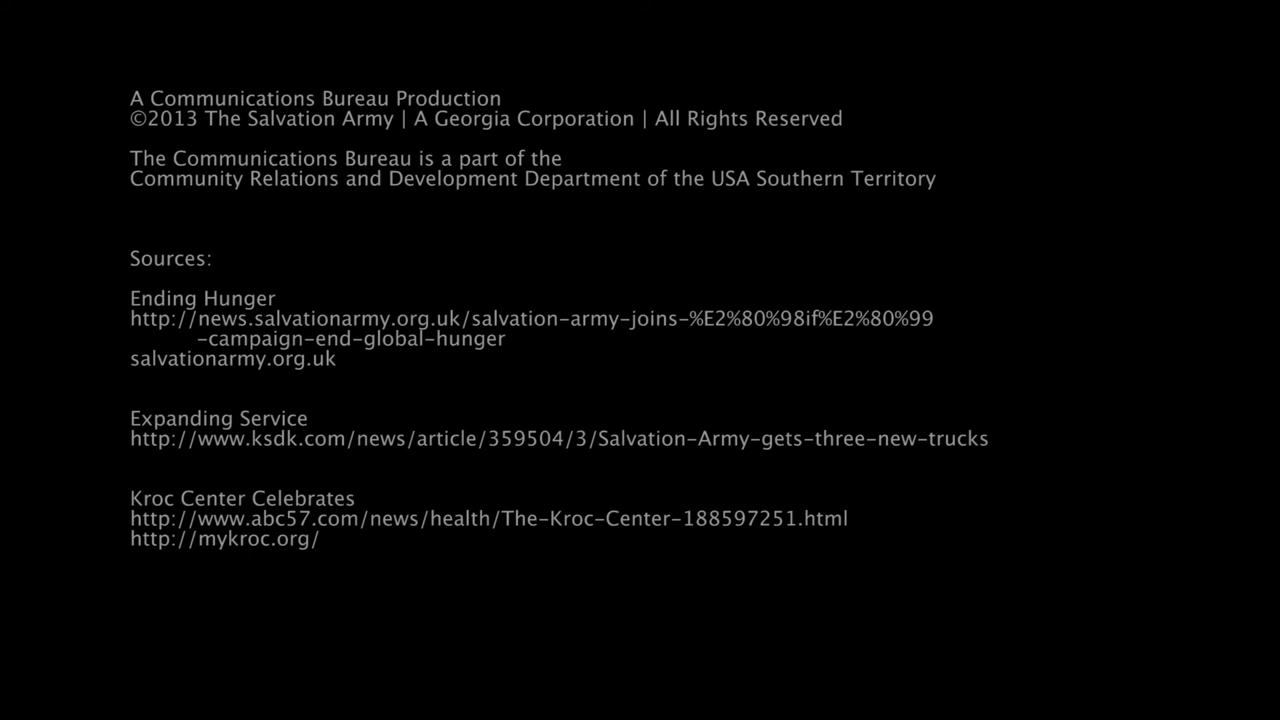 A Communications Bureau Production
©2013 The Salvation Army | A Georgia Corporation | All Rights Reserved
The Communications Bureau is a part of the
Community Relations and Development Department of the USA Southern Territory
Sources:
Ending Hunger
http://news.salvationarmy.org.uk/salvation-army-joins-%E2%80%98if%E2%80%99
-campaign-end-global-hunger
salvationarmy.org.uk
Expanding Service
http://www.ksdk.com/news/article/359504/3/Salvation-Army-gets-three-new-trucks
Kroc Center Celebrates
http://www.abc57.com/news/health/The-Kroc-Center-188597251.html
http://mykroc.org/